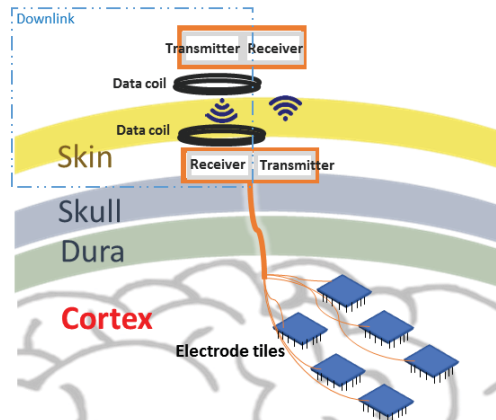 Downlink
Transmitter Receiver
Data coil
Data coil
Skin
Receiver Transmitter
Skull
Dura
Cortex
Electrode tiles